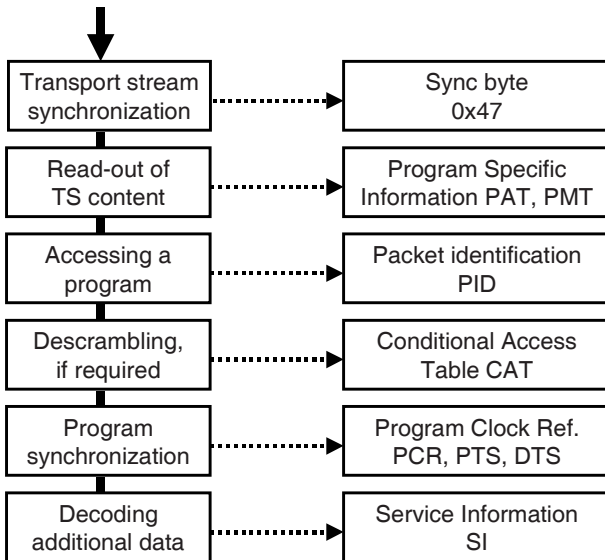 Transport stream
synchronization
Sync byte
0x47
Read-out of
TS content
Program Specific
Information PAT, PMT
Accessing a
program
Packet identification
PID
Descrambling,
if required
Conditional Access
Table CAT
Program
synchronization
Program Clock Ref.
PCR, PTS, DTS
Decoding
additional data
Service Information
SI